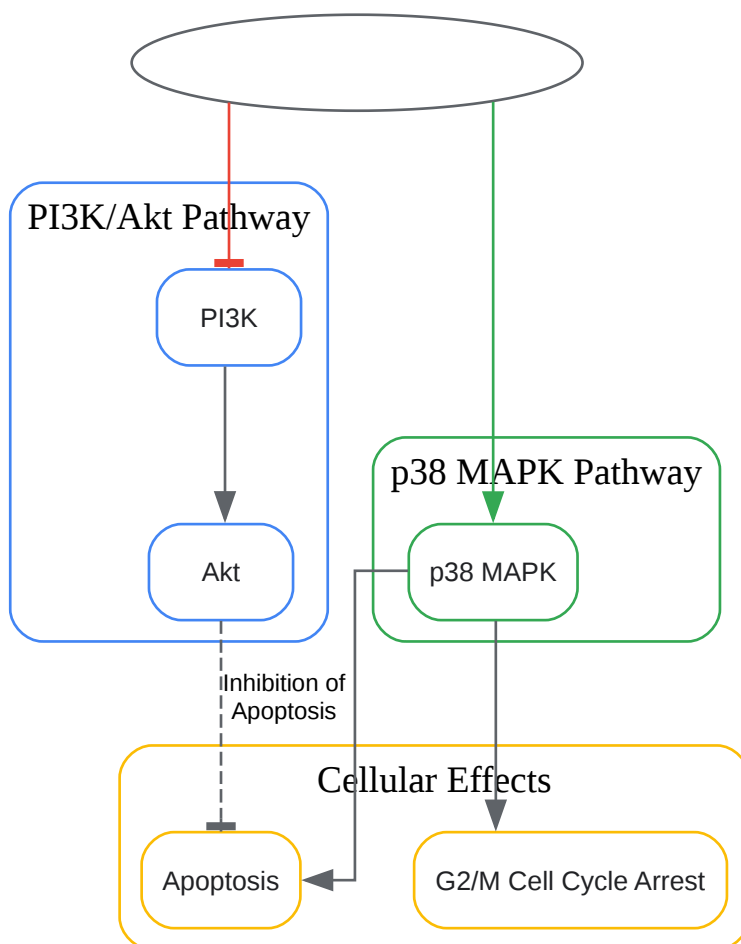 PI3K/Akt Pathway
PI3K
p38 MAPK Pathway
Akt
p38 MAPK
Inhibition of
Apoptosis
Cellular Effects
Apoptosis
G2/M Cell Cycle Arrest